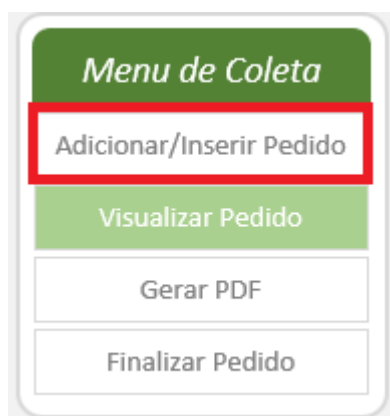 Menu de Coleta
Adicionar/Inserir Pedido
Visualizar Pedido
Gerar PDF
Finalizar Pedido